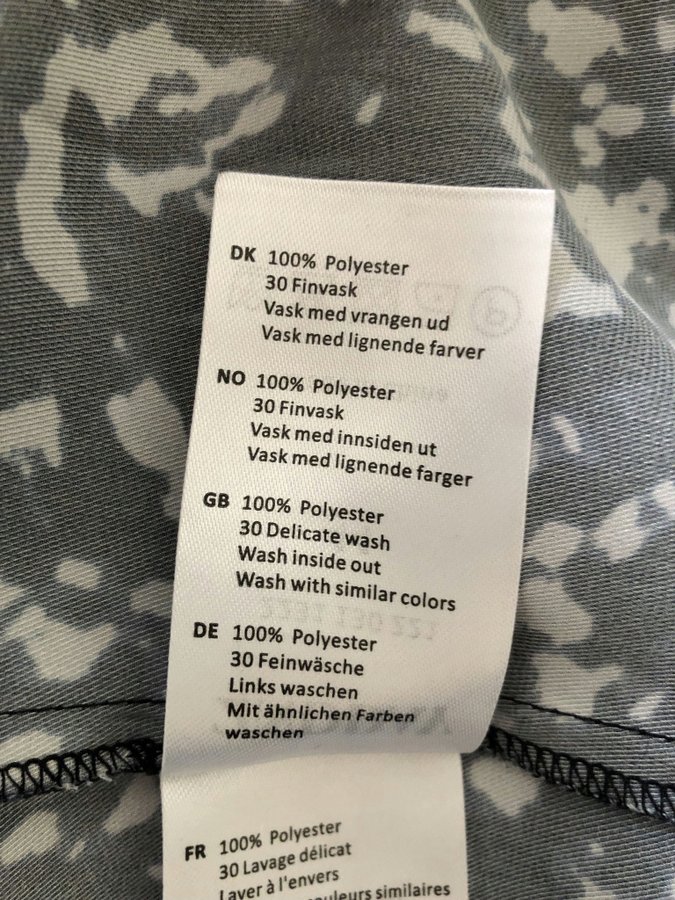 DK 100% Polyester
30 Finvask
Vask med vrangen ud
Vask med lignende farver
NO 100% Polyester
30 Finvask
Vask med innsiden ut
Vask med lignende farger
GB 100% Polyester
30 Delicate wash
Wash inside out
Wash with similar colors
DE 100% Polyester
30 Feinwäsche
Links waschen
Mit ähnlichen Farben
waschen
FR 100% Polyester
30 Lavage délicat
Laver à l'envers
similaires